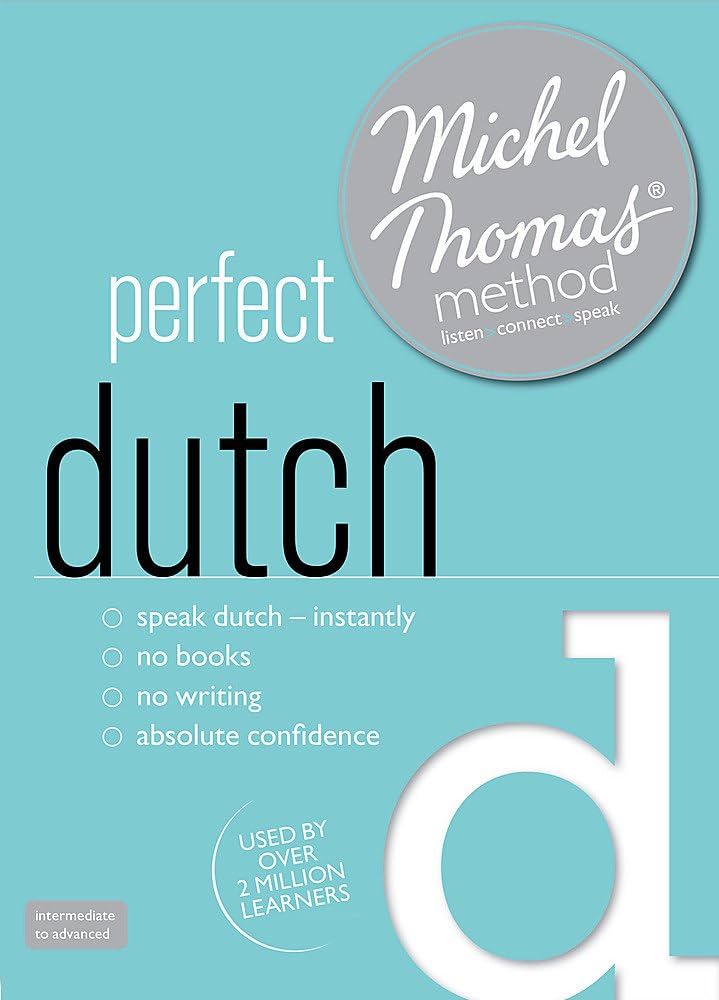 Michel
Thomas®
method
listen>connect>speak
perfect
dutch
speak dutch – instantly
no books
no writing
absolute confidence
USED BY
OVER
2 MILLION
LEARNERS
intermediate
to advanced
d